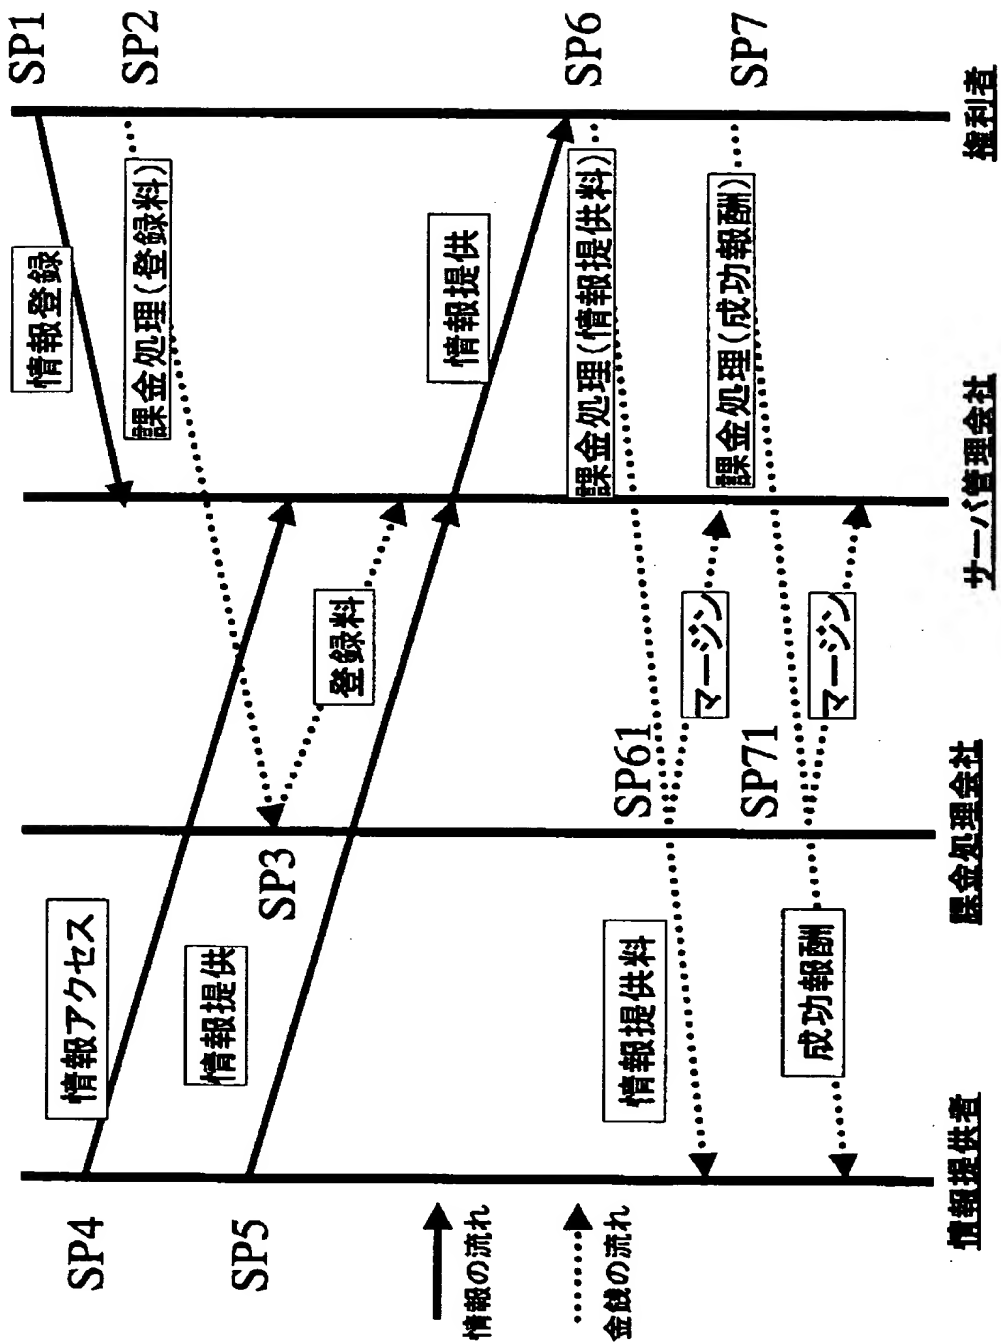 SP1
SP2
SP6
SP7
情報登録
課金処理(登録料)
情報提供
課金処理(情報提供料)
課金処理(成功報酬)
登録料
マージン
マージン
SP3
SP61
SP71
情報アクセス
情報提供
情報提供料
成功報酬
SP4
SP5
情報の流れ
金銭の流れ
権利者
サーバ管理会社
課金処理会社
情報提供者